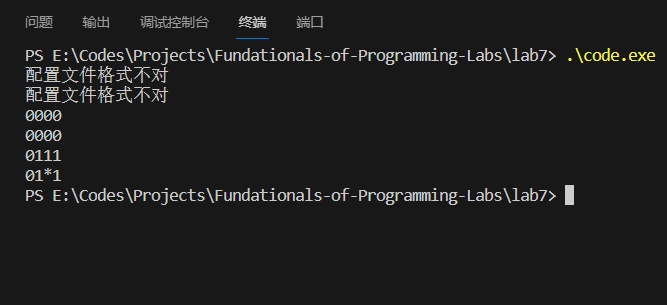 问题 输出 调试控制台 终端 端口
PS E:\Codes\Projects\Fundationals-of-Programming-Labs\lab7> .\code.exe
配置文件格式不对
配置文件格式不对
0000
0000
0111
01*1
PS E:\Codes\Projects\Fundationals-of-Programming-Labs\lab7>